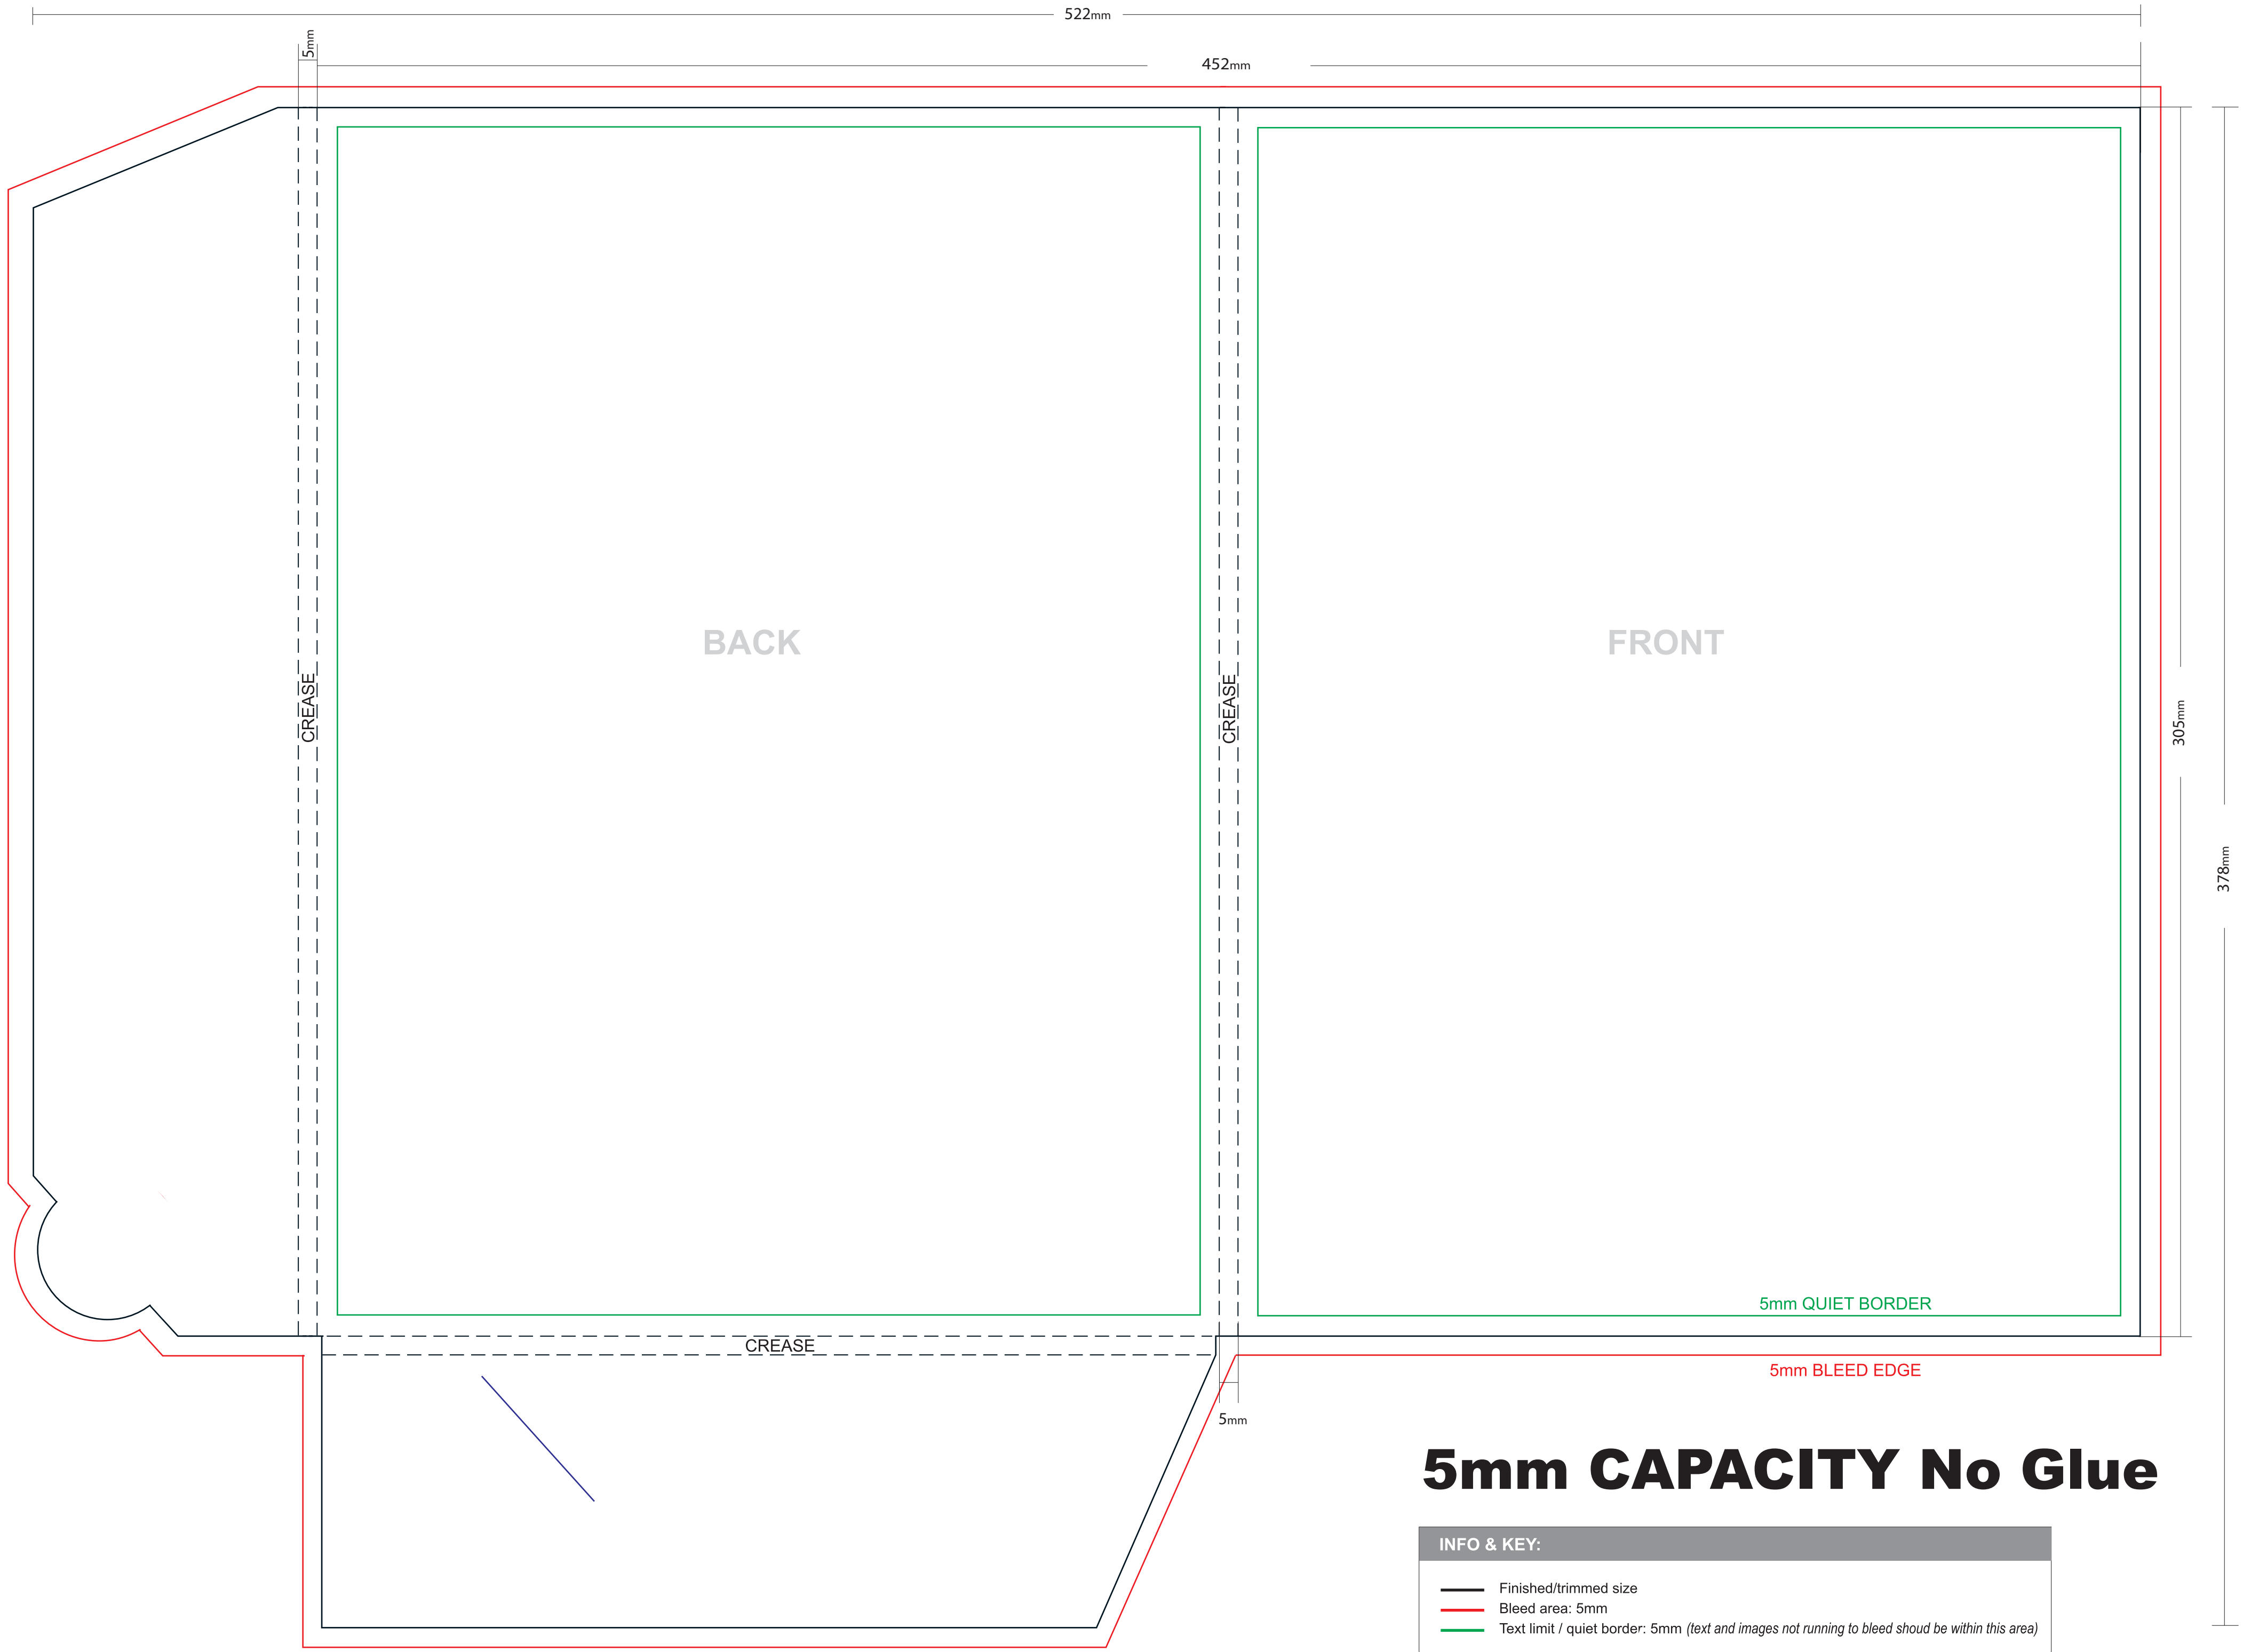 522mm
5mm
452mm
BACK
FRONT
CREASE
CREASE
305mm
378mm
5mm QUIET BORDER
CREASE
5mm BLEED EDGE
5mm
5mm CAPACITY No Glue
INFO & KEY:
Finished/trimmed size
Bleed area: 5mm
Text limit / quiet border: 5mm (text and images not running to bleed shoud be within this area)